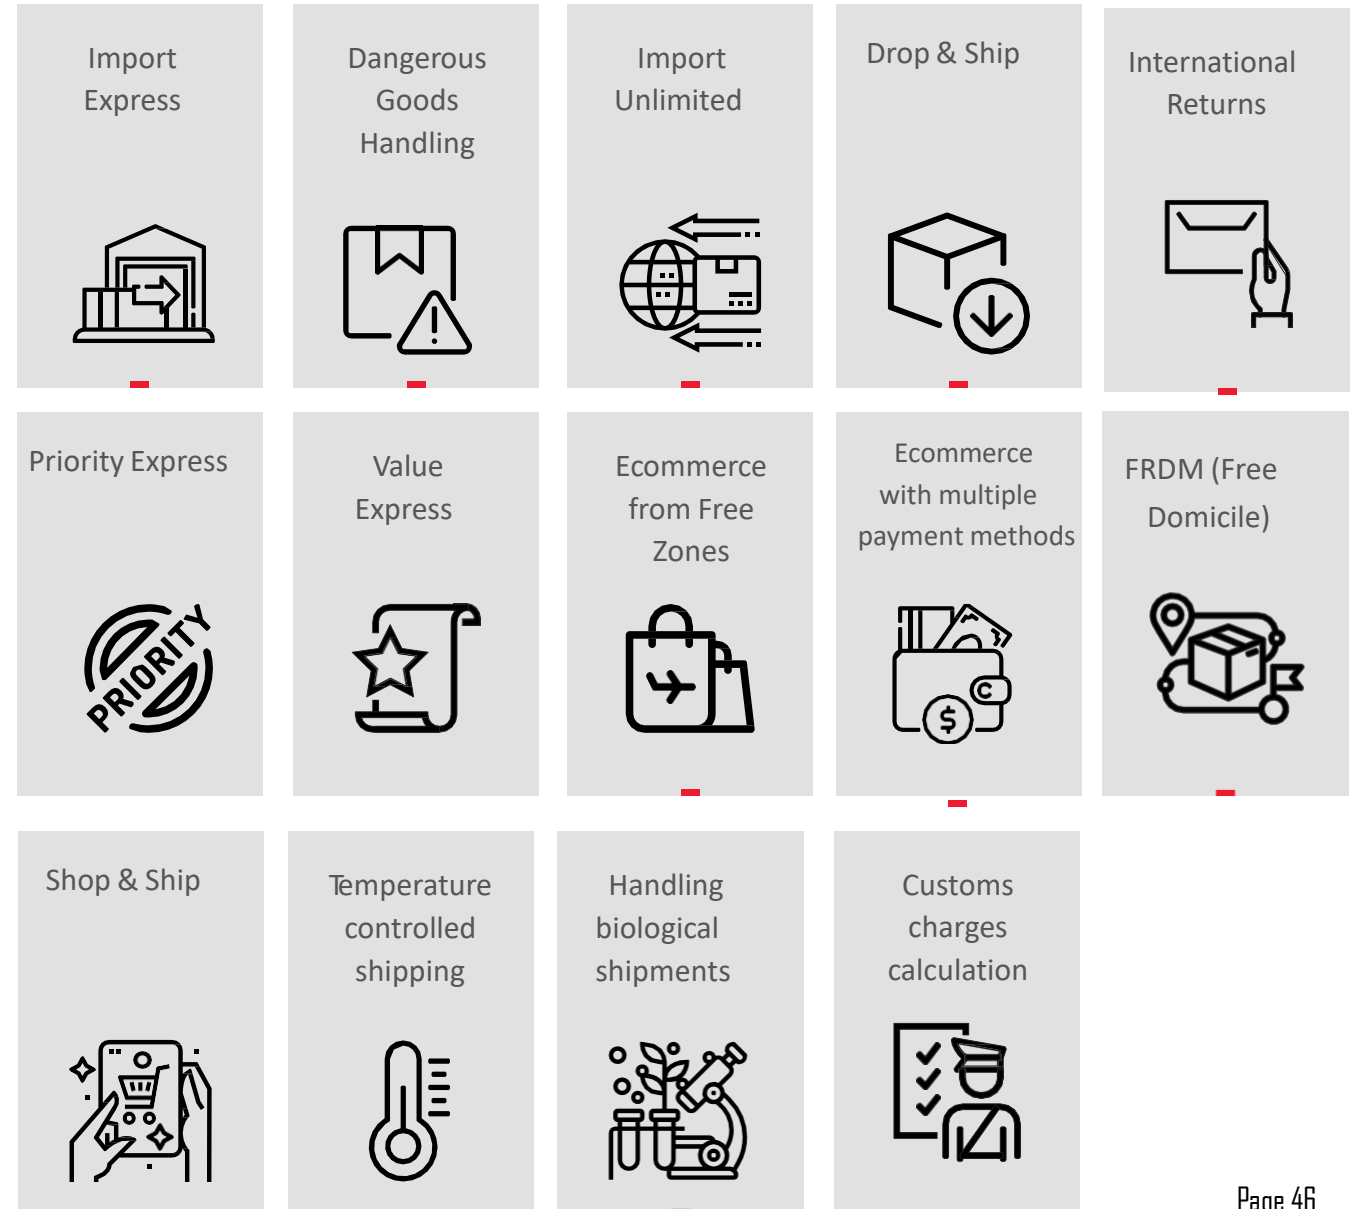 Import
Express
Dangerous
Goods
Handling
Import
Unlimited
Drop & Ship
International
Returns
Priority Express
PRIORITY
Value
Express
Ecommerce
from Free
Zones
Ecommerce
with multiple
payment methods
C
$
FRDM (Free
Domicile)
Shop & Ship
Temperature
controlled
shipping
Handling
biological
shipments
Customs
charges
calculation
Page 46